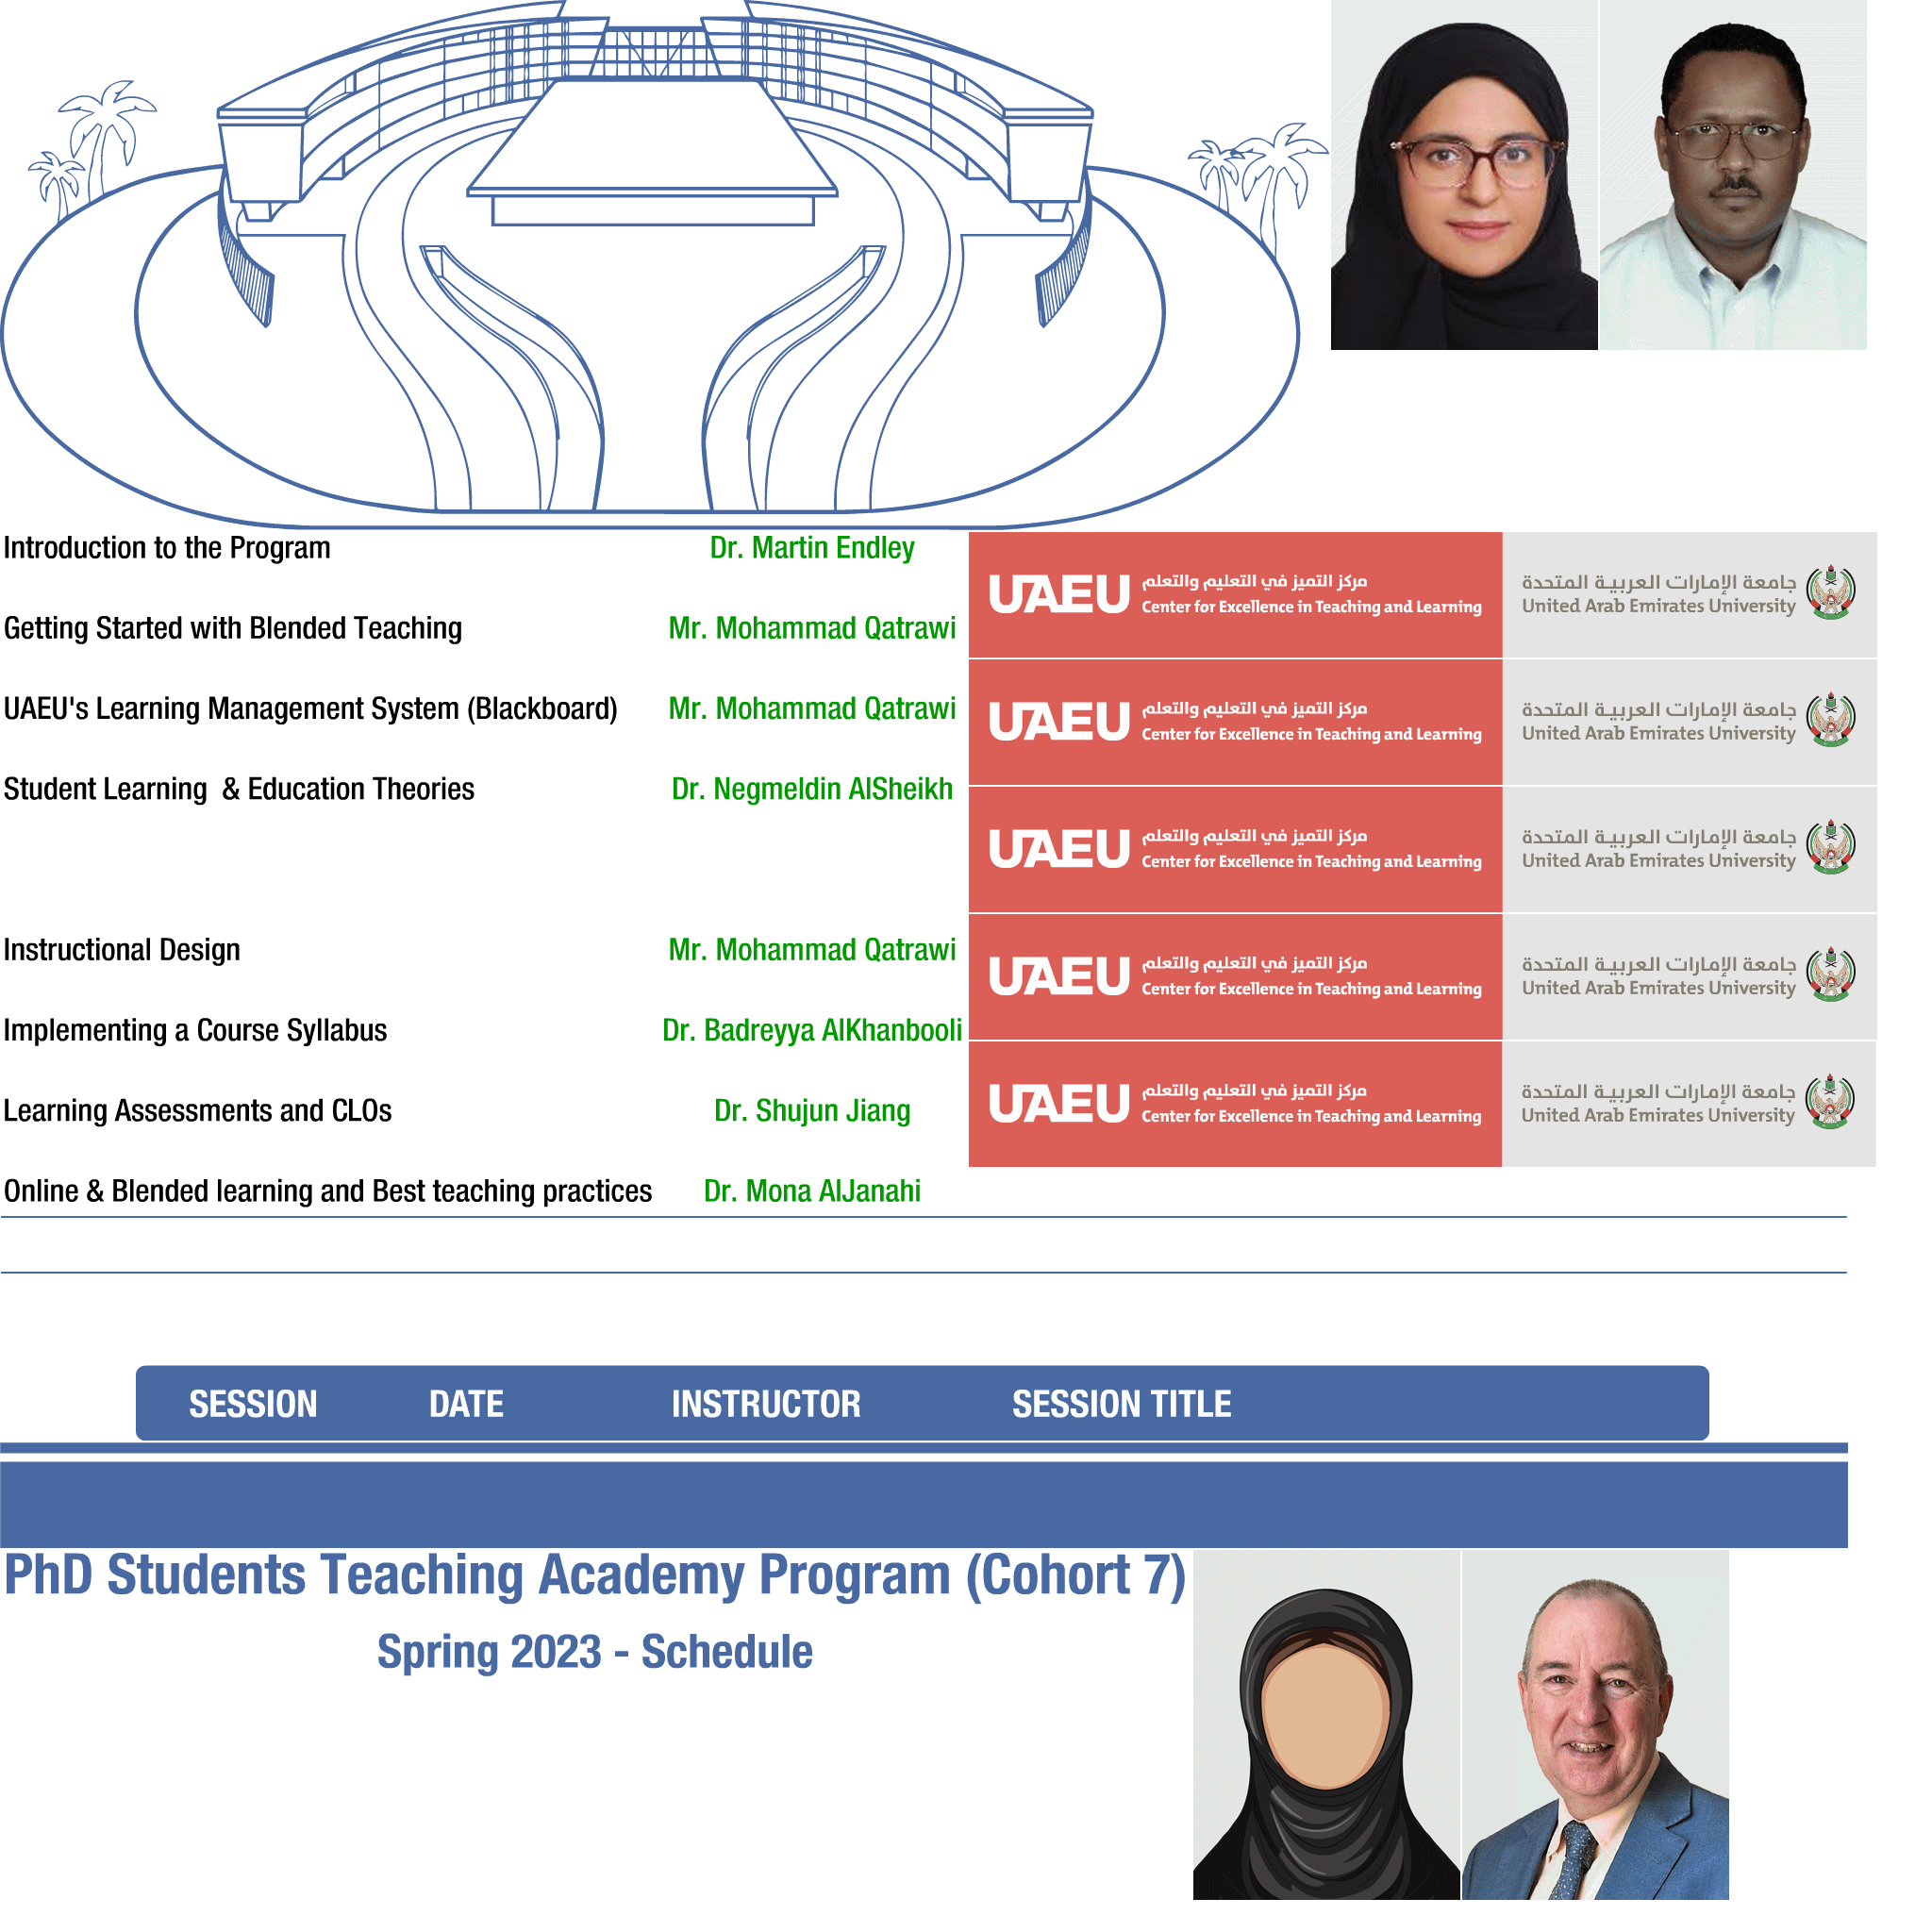 Introduction to the Program Dr. Martin Endley
Getting Started with Blended Teaching Mr. Mohammad Qatrawi
UAEU's Learning Management System (Blackboard) Mr. Mohammad Qatrawi
Student Learning & Education Theories Dr. Negmeldin AlSheikh
Instructional Design Mr. Mohammad Qatrawi
Implementing a Course Syllabus Dr. Badreyya AlKhanbooli
Learning Assessments and CLOs Dr. Shujun Jiang
Online & Blended learning and Best teaching practices Dr. Mona AlJanahi
UAEU
مركز التميز في التعليم والتعلم
Center for Excellence in Teaching and Learning
جامعة الإمارات العربية المتحدة
United Arab Emirates University
UAEU
مركز التميز في التعليم والتعلم
Center for Excellence in Teaching and Learning
جامعة الإمارات العربية المتحدة
United Arab Emirates University
UAEU
مركز التميز في التعليم والتعلم
Center for Excellence in Teaching and Learning
جامعة الإمارات العربية المتحدة
United Arab Emirates University
UAEU
مركز التميز في التعليم والتعلم
Center for Excellence in Teaching and Learning
جامعة الإمارات العربية المتحدة
United Arab Emirates University
UAEU
مركز التميز في التعليم والتعلم
Center for Excellence in Teaching and Learning
جامعة الإمارات العربية المتحدة
United Arab Emirates University
SESSION DATE INSTRUCTOR SESSION TITLE
PhD Students Teaching Academy Program (Cohort 7)
Spring 2023 - Schedule